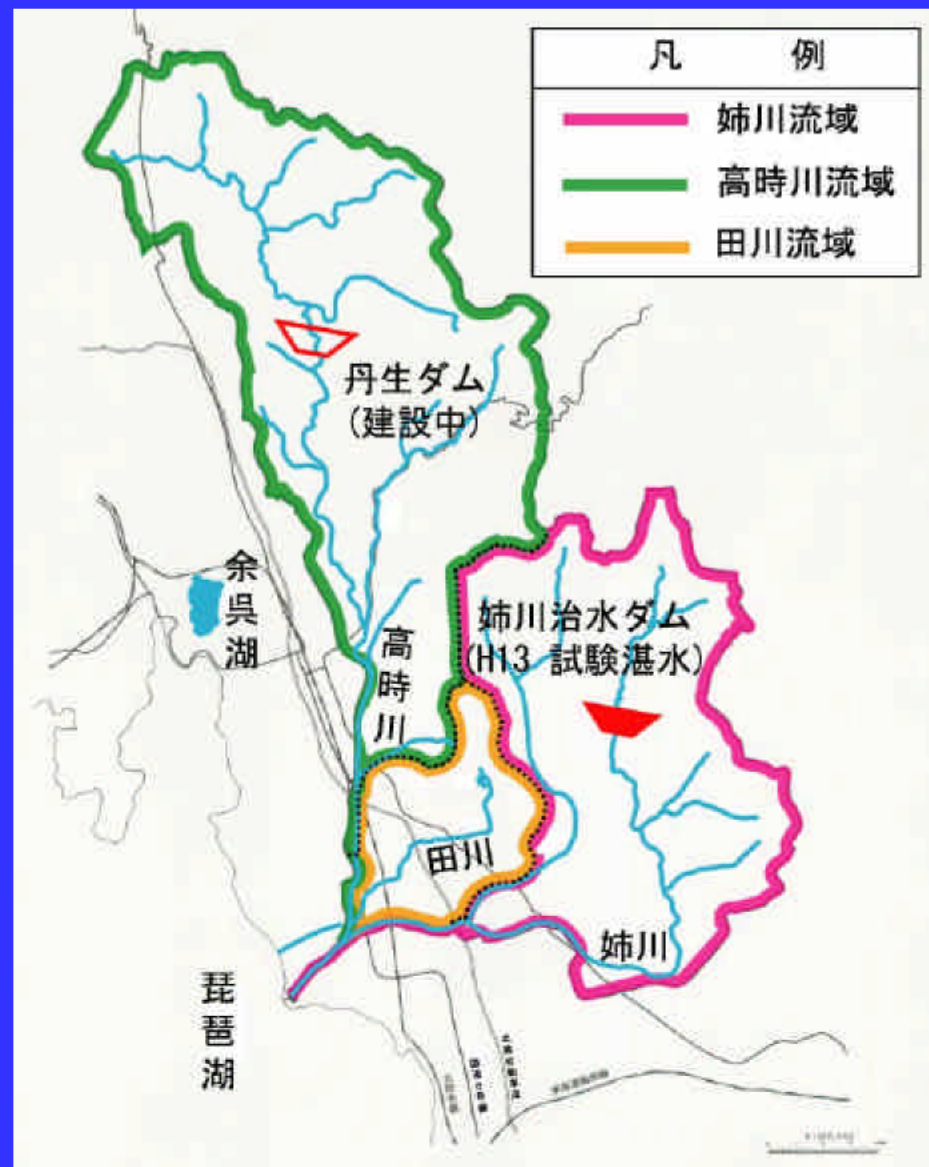 凡 例
姉川流域
高時川流域
田川流域
丹生ダム
(建設中)
余呉湖
高時川
姉川治水ダム
(H13 試験湛水)
田川
姉川
琵琶湖